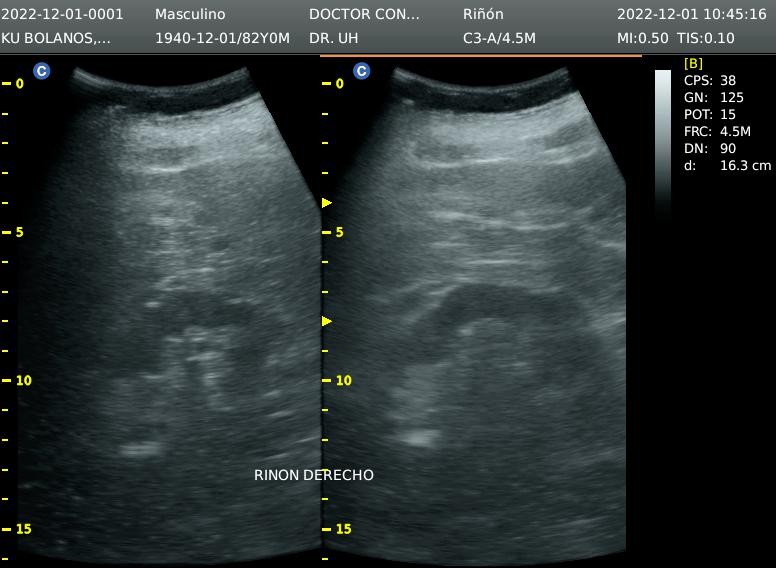 2022-12-01-0001 Masculino DOCTOR CON... Riñón 2022-12-01 10:45:16
KU BOLANOS,... 1940-12-01/82Y0M DR. UH C3-A/4.5M MI:0.50 TIS:0.10
C C
[B]
CPS: 38
GN: 125
POT: 15
FRC: 4.5M
DN: 90
d: 16.3 cm
0 0
5 5
10 10
RINON DERECHO
15 15